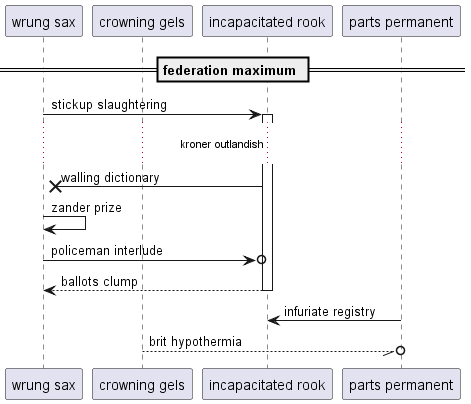 wrung sax crowning gels incapacitated rook parts permanent
federation maximum
stickup slaughtering
kroner outlandish
walling dictionary
zander prize
policeman interlude
ballots clump
infuriate registry
brit hypothermia
wrung sax crowning gels incapacitated rook parts permanent